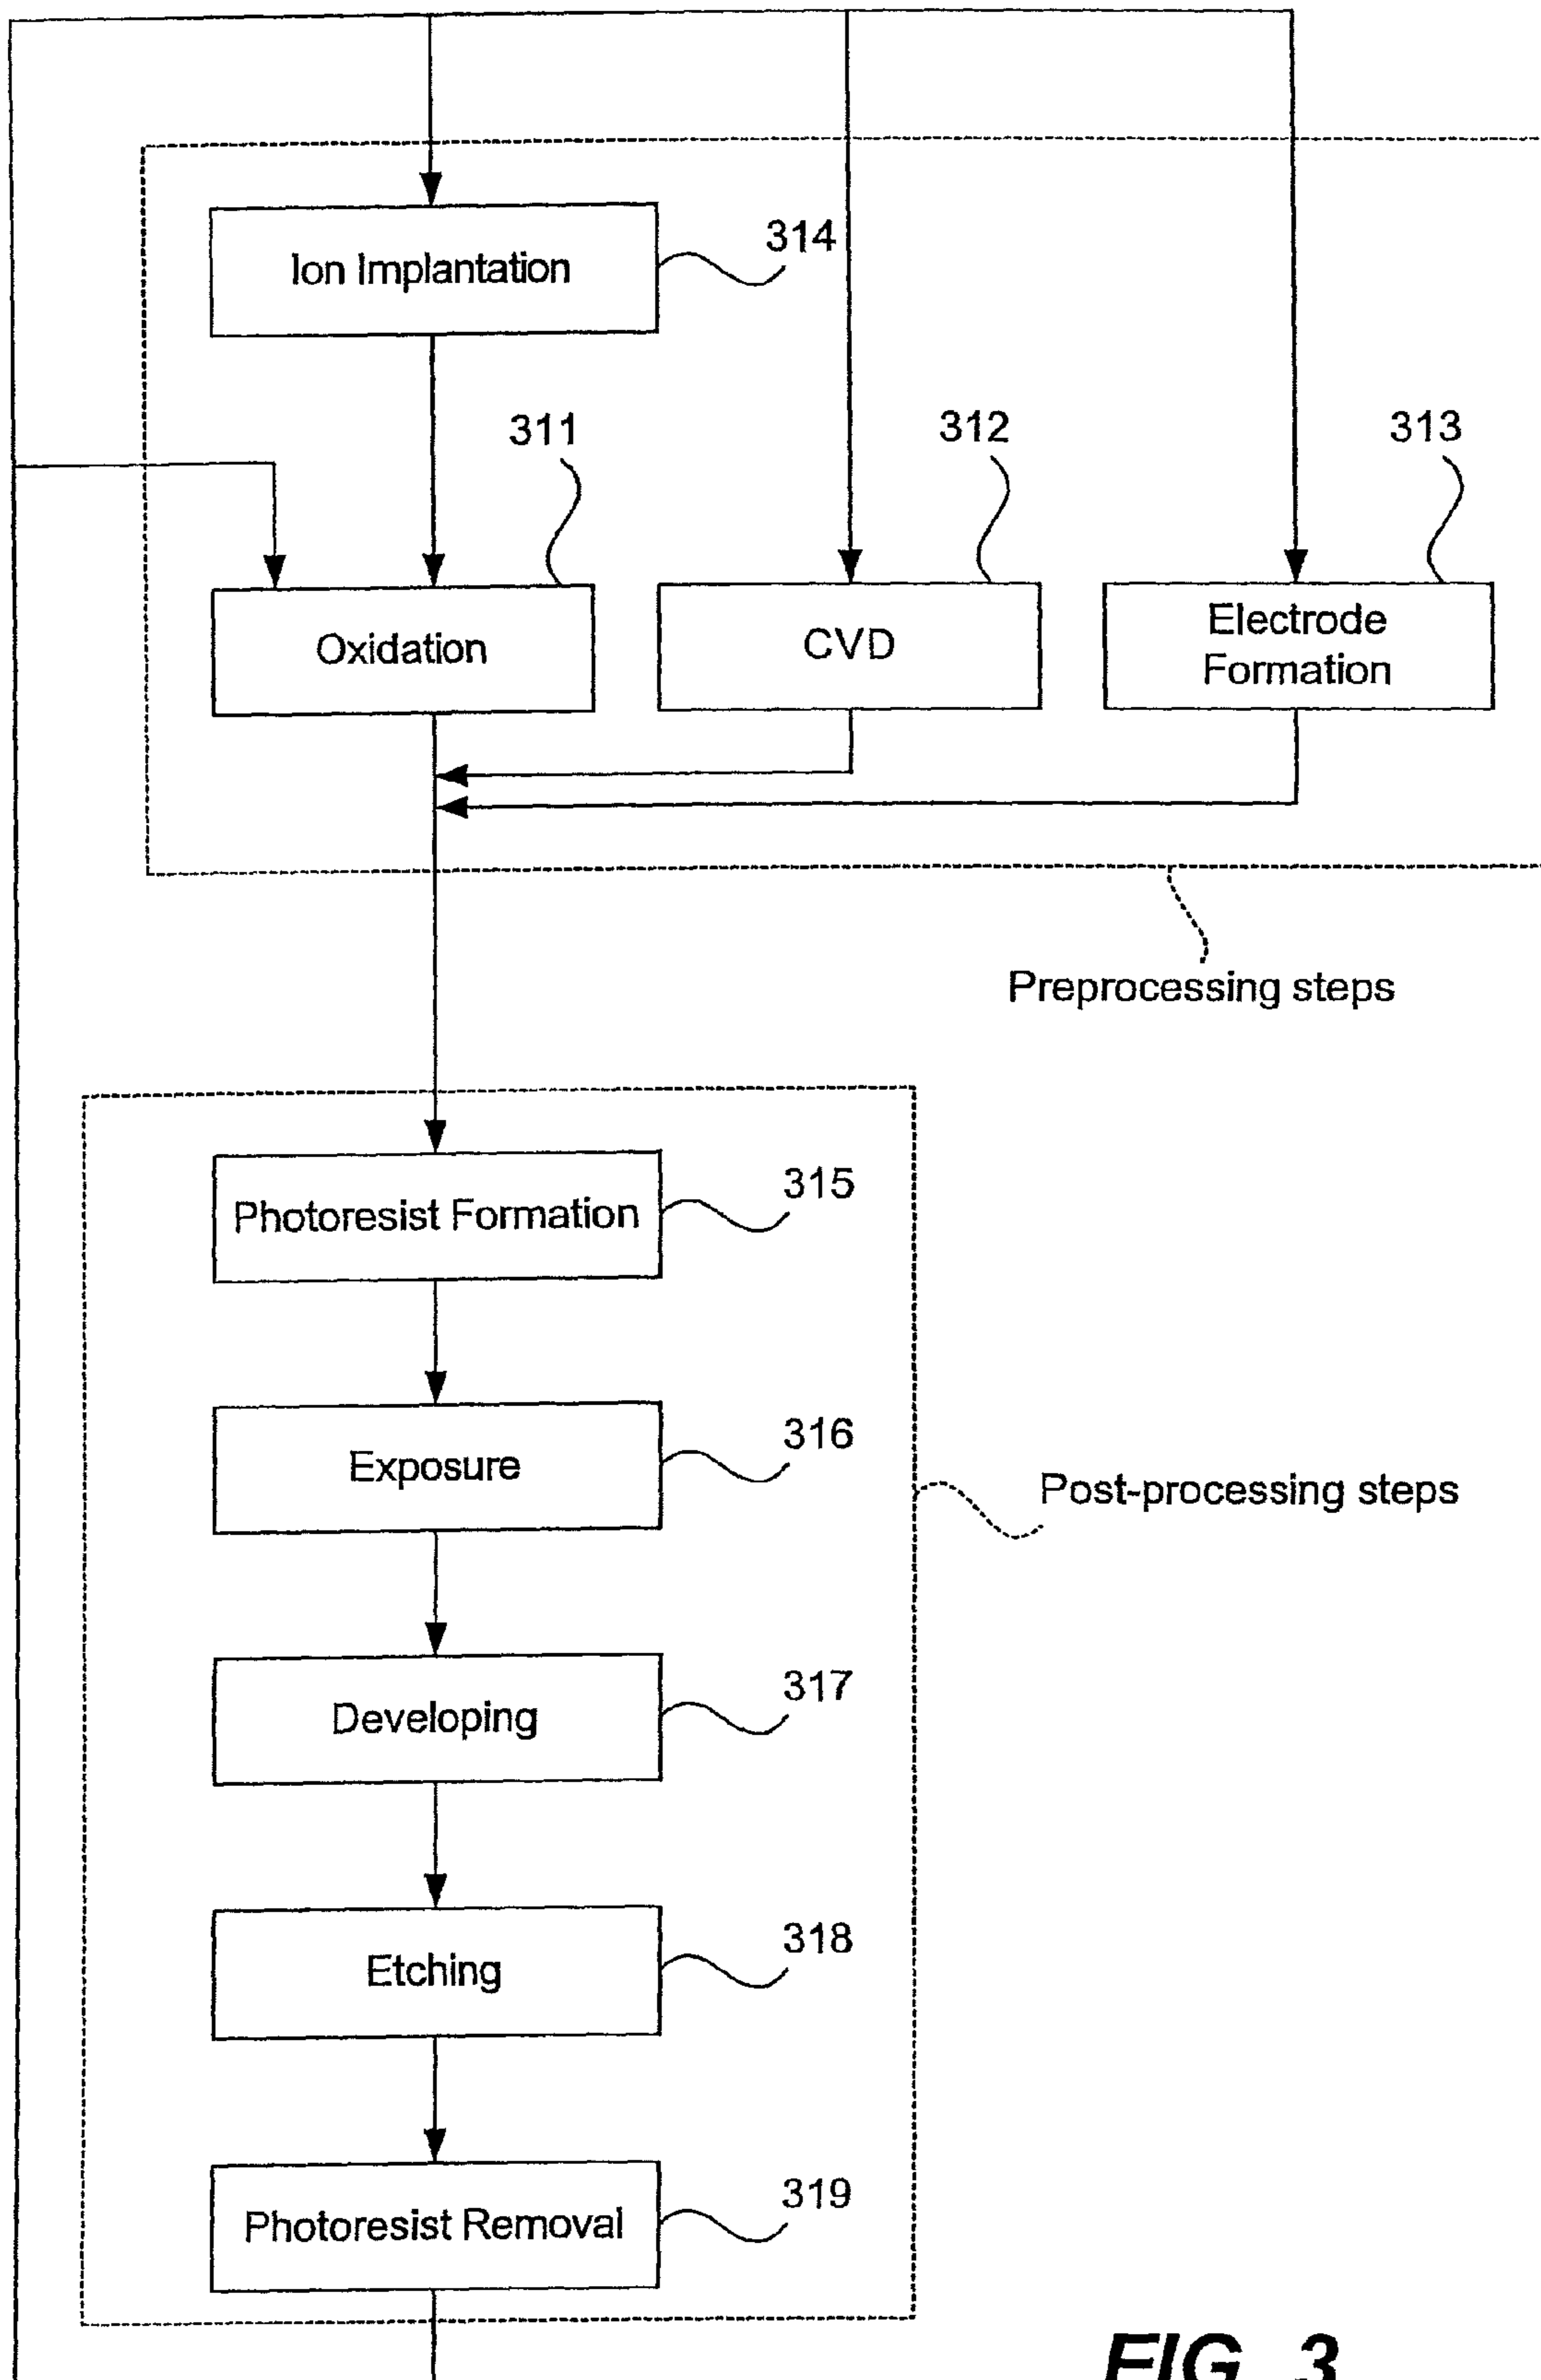 314
Ion Implantation
311
312
313
Oxidation
CVD
Electrode
Formation
Preprocessing steps
315
Photoresist Formation
316
Exposure
Post-processing steps
317
Developing
318
Etching
319
Photoresist Removal
FIG. 3